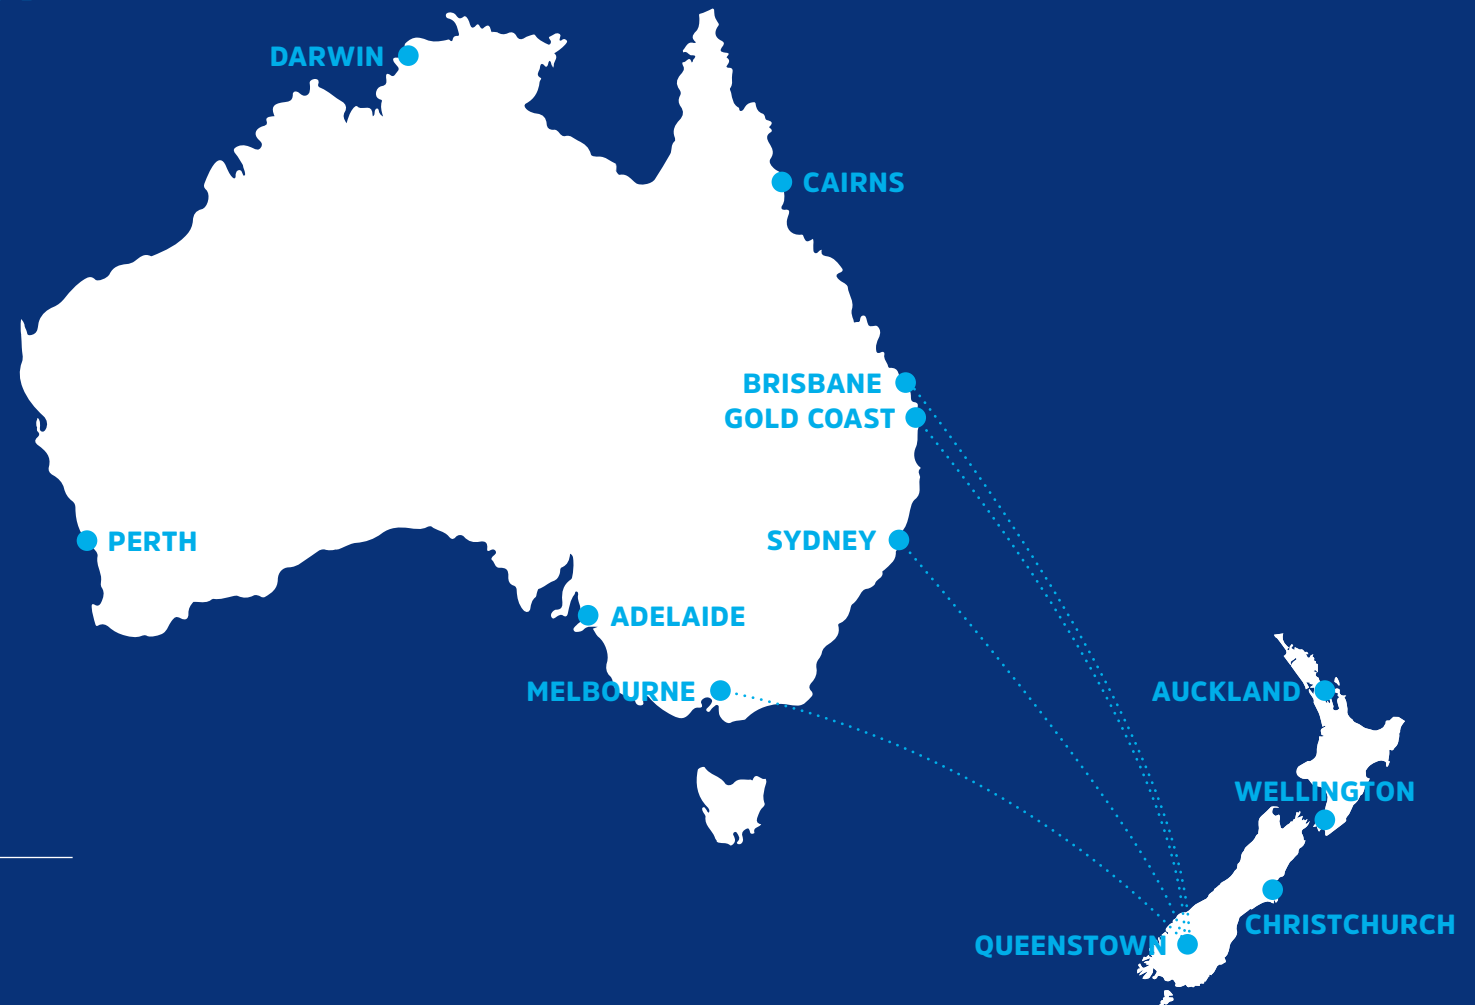 DARWIN
CAIRNS
BRISBANE
GOLD COAST
PERTH
SYDNEY
ADELAIDE
MELBOURNE
AUCKLAND
WELLINGTON
CHRISTCHURCH
QUEENSTOWN